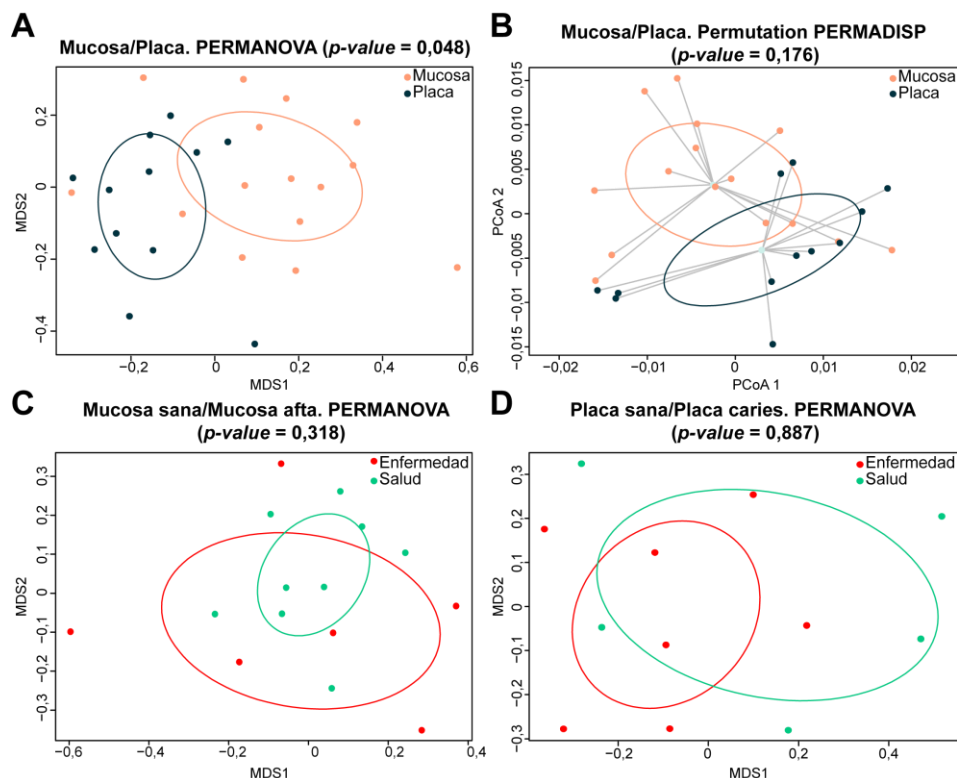 A
Mucosa/Placa. PERMANOVA (p-value = 0,048)
Mucosa
Placa
0,2
0
-0,2
-0,4
MDS2
-0,2
0
0,2
0,4
0,6
MDS1
B
Mucosa/Placa. Permutation PERMADISP
(p-value = 0,176)
Mucosa
Placa
0,015
0,010
0,005
0
-0,005
-0,01
-0,015
PCoA 2
-0,02
-0,01
0
0,01
0,02
PCoA 1
C
Mucosa sana/Mucosa afta. PERMANOVA
(p-value = 0,318)
Enfermedad
Salud
0,3
0,2
0,1
0
-0,1
-0,2
-0,3
MDS2
-0,6
-0,4
-0,2
0
0,2
0,4
MDS1
D
Placa sana/Placa caries. PERMANOVA
(p-value = 0,887)
Enfermedad
Salud
0,3
0,2
0,1
0
-0,1
-0,2
-0,3
MDS2
-0,2
0
0,2
0,4
MDS1